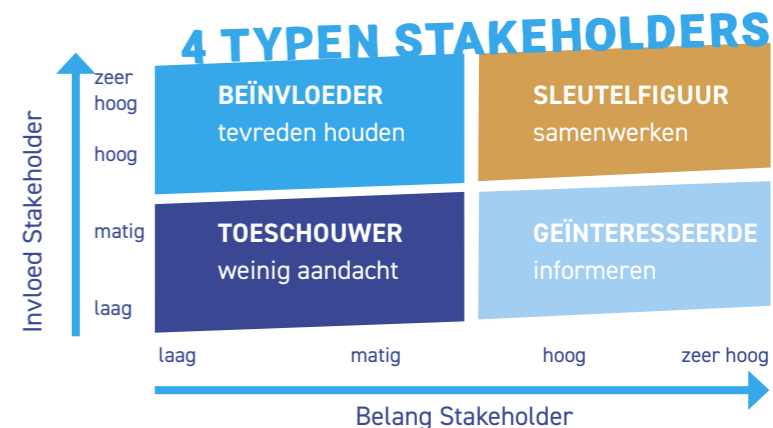 4 TYPEN STAKEHOLDERS
Invloed Stakeholder
zeer
hoog
hoog
matig
laag
BEÏNVLOEDER
tevreden houden
SLEUTELFIGUUR
samenwerken
TOESCHOUWER
weinig aandacht
GEÏNTERESSEERDE
informeren
laag
matig
hoog
zeer hoog
Belang Stakeholder